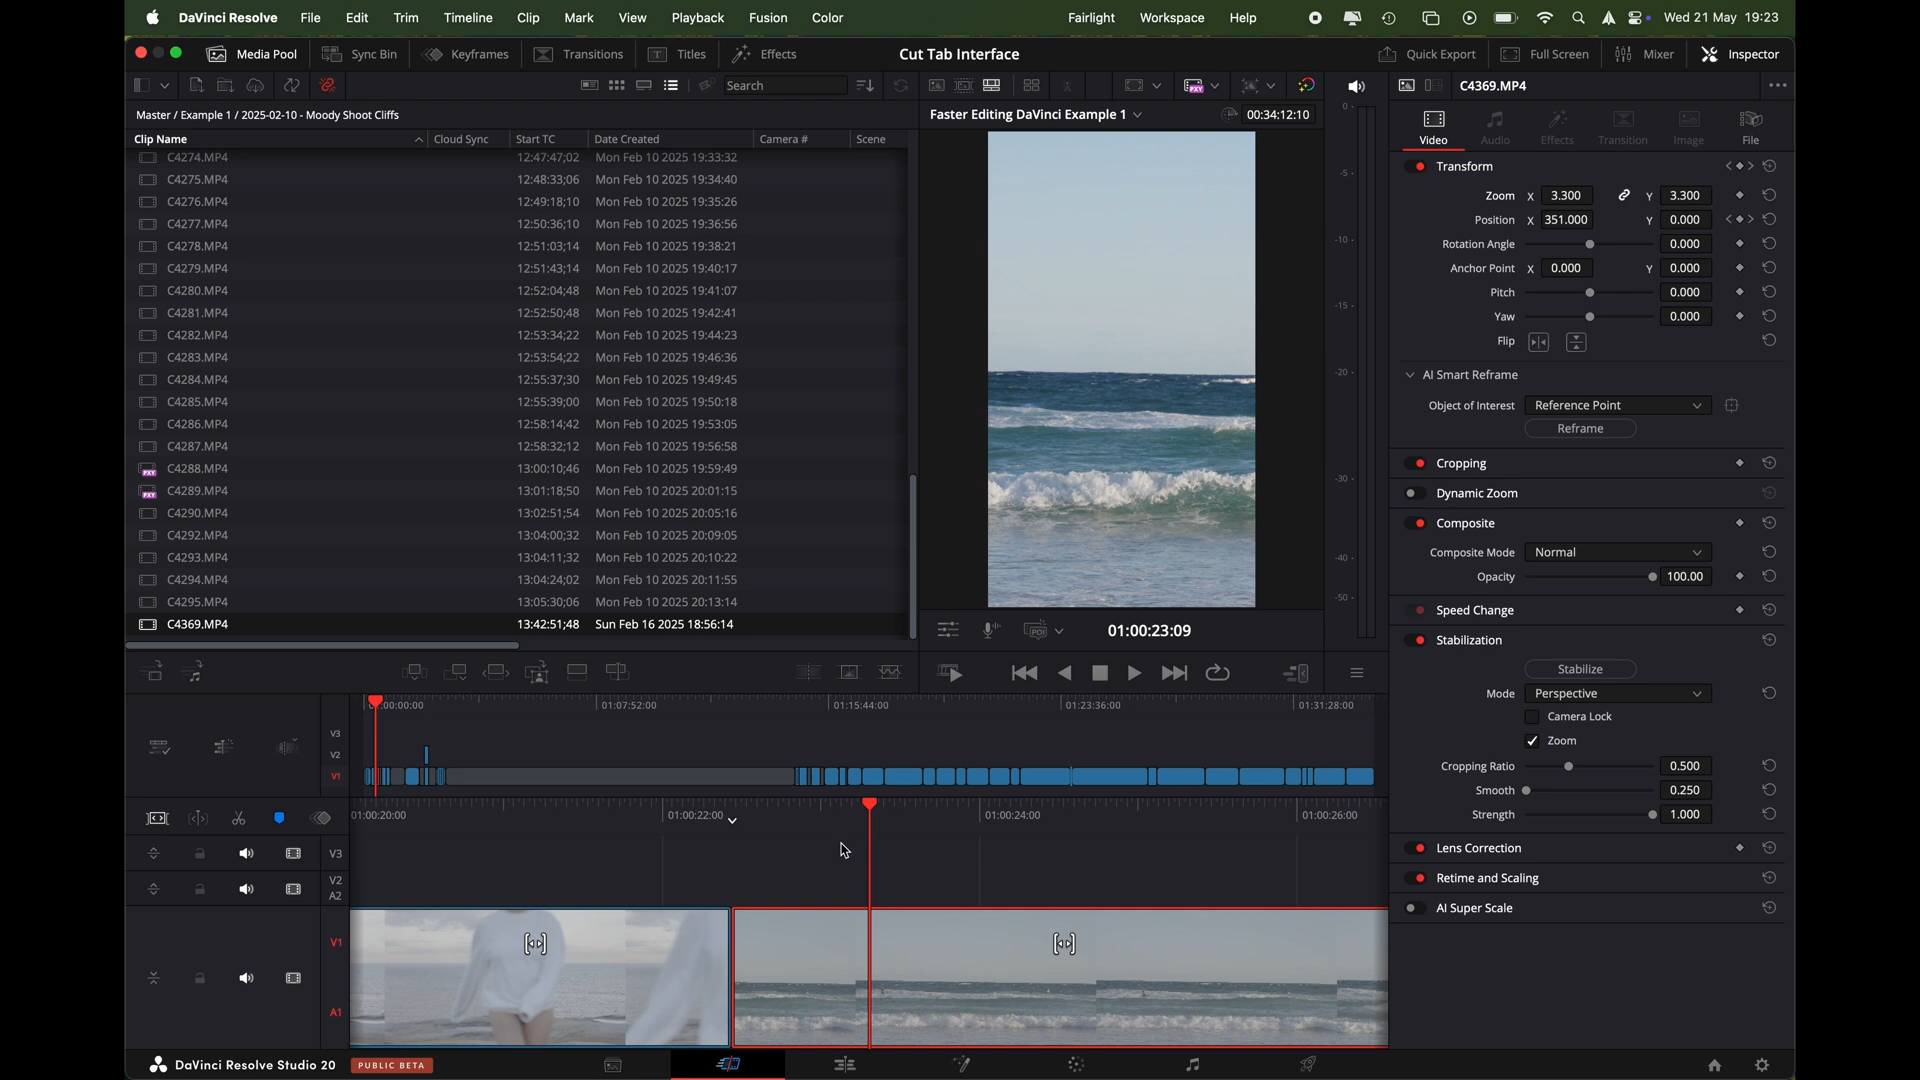 DaVinci Resolve File Edit Trim Timeline Clip Mark View Playback Fusion Color Fairlight Workspace Help Wed 21 May 19:23
Media Pool Sync Bin Keyframes Transitions Titles Effects Cut Tab Interface Quick Export Full Screen Mixer Inspector
Search PXY C4369.MP4
Master / Example 1 / 2025-02-10 - Moody Shoot Cliffs Faster Editing DaVinci Example 1 00:34:12:10
Clip Name Cloud Sync Start TC Date Created Camera # Scene
C4274.MP4 12:47:47;02 Mon Feb 10 2025 19:33:32
C4275.MP4 12:48:33;06 Mon Feb 10 2025 19:34:40
C4276.MP4 12:49:18;10 Mon Feb 10 2025 19:35:26
C4277.MP4 12:50:36;10 Mon Feb 10 2025 19:36:56
C4278.MP4 12:51:03;14 Mon Feb 10 2025 19:38:21
C4279.MP4 12:51:43;14 Mon Feb 10 2025 19:40:17
C4280.MP4 12:52:04;48 Mon Feb 10 2025 19:41:07
C4281.MP4 12:52:50;48 Mon Feb 10 2025 19:42:41
C4282.MP4 12:53:34;22 Mon Feb 10 2025 19:44:23
C4283.MP4 12:53:54;22 Mon Feb 10 2025 19:46:36
C4284.MP4 12:55:37;30 Mon Feb 10 2025 19:49:45
C4285.MP4 12:55:39;00 Mon Feb 10 2025 19:50:18
C4286.MP4 12:58:14;42 Mon Feb 10 2025 19:53:05
C4287.MP4 12:58:32;12 Mon Feb 10 2025 19:56:58
PXY C4288.MP4 13:00:10;46 Mon Feb 10 2025 19:59:49
PXY C4289.MP4 13:01:18;50 Mon Feb 10 2025 20:01:15
C4290.MP4 13:02:51;54 Mon Feb 10 2025 20:05:16
C4292.MP4 13:04:00;32 Mon Feb 10 2025 20:09:05
C4293.MP4 13:04:11;32 Mon Feb 10 2025 20:10:22
C4294.MP4 13:04:24;02 Mon Feb 10 2025 20:11:55
C4295.MP4 13:05:30;06 Mon Feb 10 2025 20:13:14
C4369.MP4 13:42:51;48 Sun Feb 16 2025 18:56:14
0
-5
-10
-15
-20
-30
-40
-50
POI 01:00:23:09
Video Audio Effects Transition Image File
Transform
Zoom X 3.300 Y 3.300
Position X 351.000 Y 0.000
Rotation Angle 0.000
Anchor Point X 0.000 Y 0.000
Pitch 0.000
Yaw 0.000
Flip
AI Smart Reframe
Object of Interest Reference Point
Reframe
Cropping
Dynamic Zoom
Composite
Composite Mode Normal
Opacity 100.00
Speed Change
Stabilization
Stabilize
Mode Perspective
Camera Lock
Zoom
Cropping Ratio 0.500
Smooth 0.250
Strength 1.000
Lens Correction
Retime and Scaling
AI Super Scale
:00:00:00 01:07:52:00 01:15:44:00 01:23:36:00 01:31:28:00
V3
V2
V1
01:00:20:00 01:00:22:00 01:00:24:00 01:00:26:00
V3
V2
A2
V1
A1
DaVinci Resolve Studio 20 PUBLIC BETA